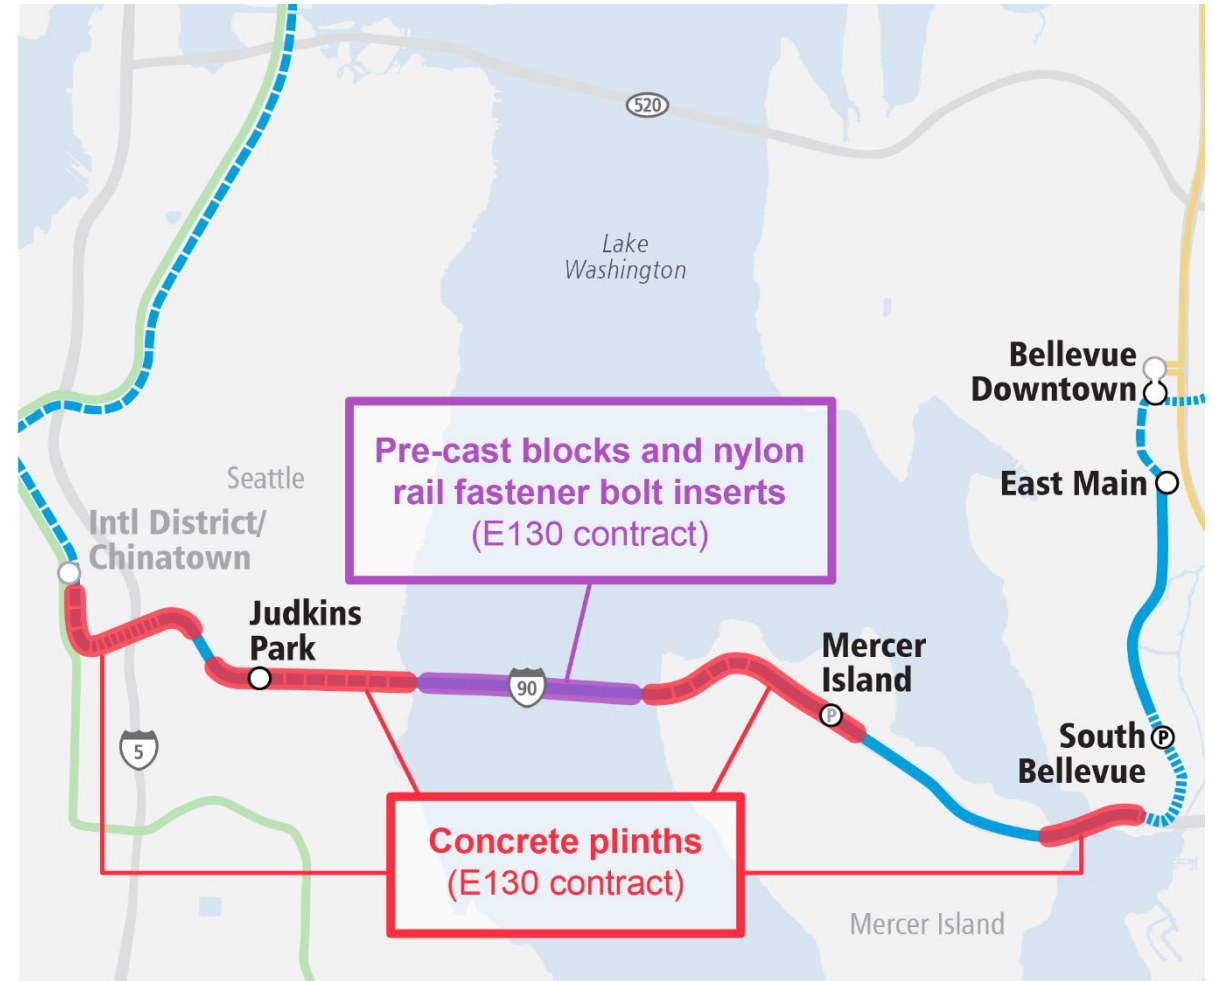 520
Lake
Washington
Bellevue
Downtown
Pre-cast blocks and nylon
rail fastener bolt inserts
(E130 contract)
Seattle
East Main
Intl District/
Chinatown
Judkins
Park
Mercer
Island
90
P
5
South
Bellevue
P
Concrete plinths
(E130 contract)
Mercer Island